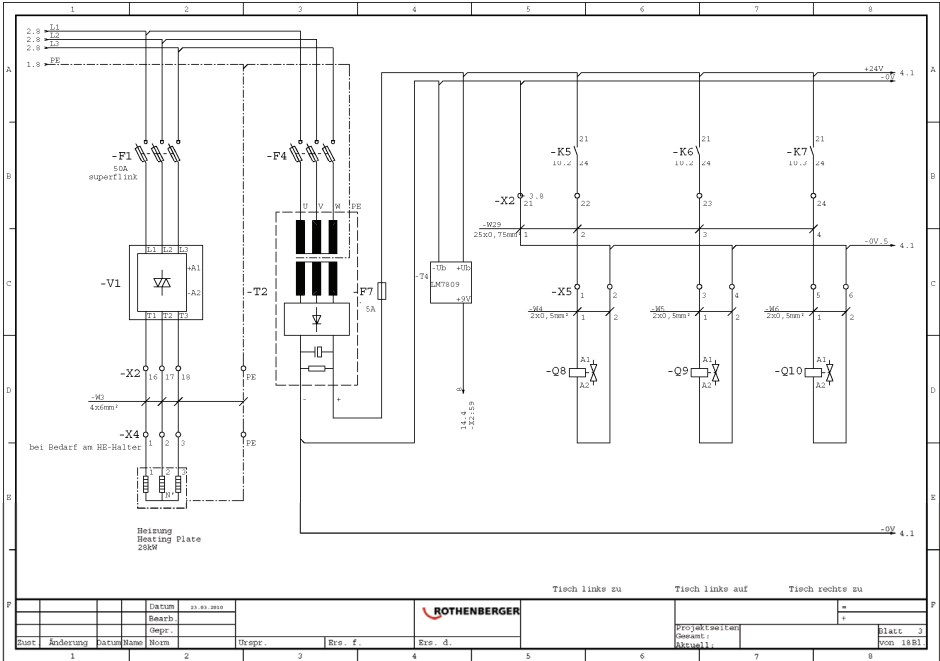 1 2 3 4 5 6 7 8
2.8 L1
2.8 L2
2.8 L3
1.8 PE
+24V 4.1
-0V
A A
-F1
50A
superflink
-F4
-K5 21
10.2 24
-K6 21
10.2 24
-K7 21
10.3 24
B B
-X2 3.8
21 22 23 24
U V W PE
-W29
25x0,75mm² 1 2 3 4
-0V.5 4.1
L1 L2 L3
+A1
-V1
-A2
T1 T2 T3
-T2
-F7
5A
-T4
-Ub +Ub
LM7809
+9V
C C
-X5 1 2 3 4 5 6
-W4
2x0,5mm² 1 2
-W5
2x0,5mm² 1 2
-W6
2x0,5mm² 1 2
-X2 16 17 18 PE
-Q8 A1
A2
-Q9 A1
A2
-Q10 A1
A2
D D
- +
-W3
4x6mm²
14.4
-X2:59
-X4 1 2 3 PE
bei Bedarf am HE-Halter
1 2 3
N'
E E
Heizung
Heating Plate
28kW
-0V 4.1
Tisch links zu Tisch links auf Tisch rechts zu
F F
Datum 23.03.2010
Bearb.
Gepr.
Zust. Änderung Datum Name Norm Urspr. Ers. f. Ers. d.
ROTHENBERGER
Projektseiten
Gesamt:
Aktuell:
=
+
Blatt 3
von 18Bl.
1 2 3 4 5 6 7 8